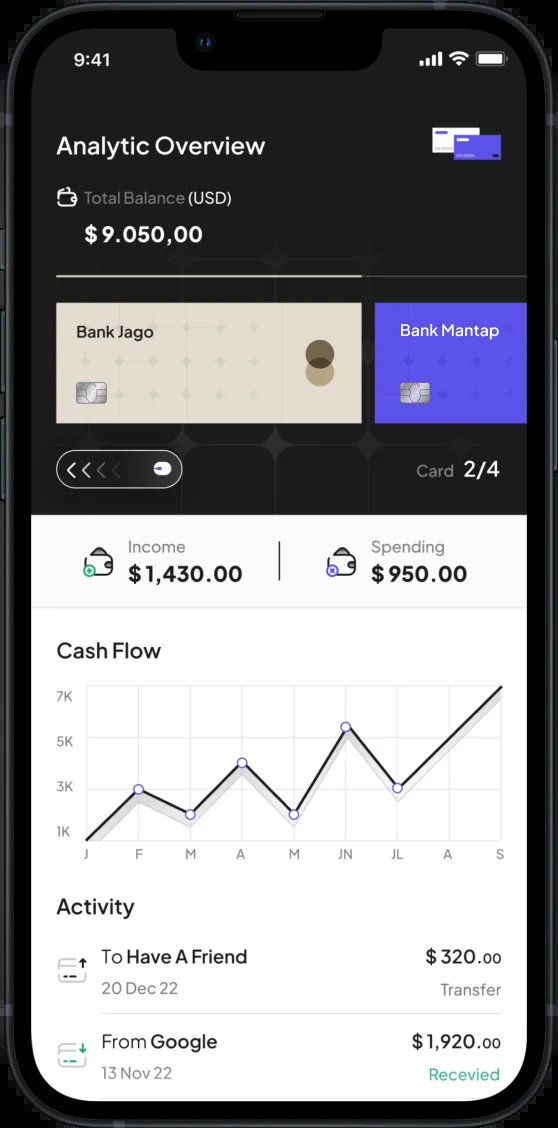 9:41
Analytic Overview
Total Balance (USD)
$ 9.050,00
Bank Jago
Bank Mantap
Card 2/4
Income
$ 1,430.00
Spending
$ 950.00
Cash Flow
7K
5K
3K
1K
J F M A M JN JL A S
Activity
To Have A Friend
$ 320.00
20 Dec 22
Transfer
From Google
$ 1,920.00
13 Nov 22
Recevied